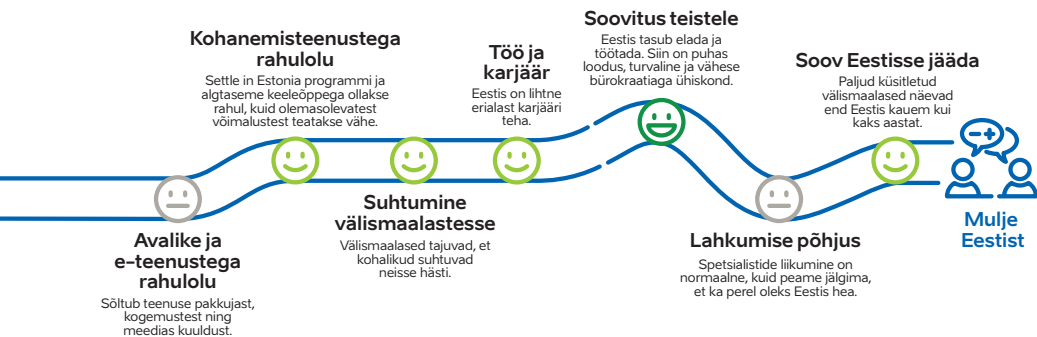 Avalike ja
e-teenustega
rahulolu
Sõltub teenuse pakkujast,
kogemustest ning
meedias kuuldust.
Kohanemisteenustega
rahulolu
Settle in Estonia programmi ja
algtaseme keeleõppega ollakse
rahul, kuid olemasolevatest
võimalustest teatakse vähe.
Suhtumine
välismaalastesse
Välismaalased tajuvad, et
kohalikud suhtuvad
neisse hästi.
Töö ja
karjäär
Eestis on lihtne
erialast karjääri
teha.
Soovitus teistele
Eestis tasub elada ja
töötada. Siin on puhas
loodus, turvaline ja vähese
bürokraatiaga ühiskond.
Lahkumise põhjus
Spetsialistide liikumine on
normaalne, kuid peame jälgima,
et ka perel oleks Eestis hea.
Soov Eestisse jääda
Paljud küsitletud
välismaalased näevad
end Eestis kauem kui
kaks aastat.
Mulje
Eestist